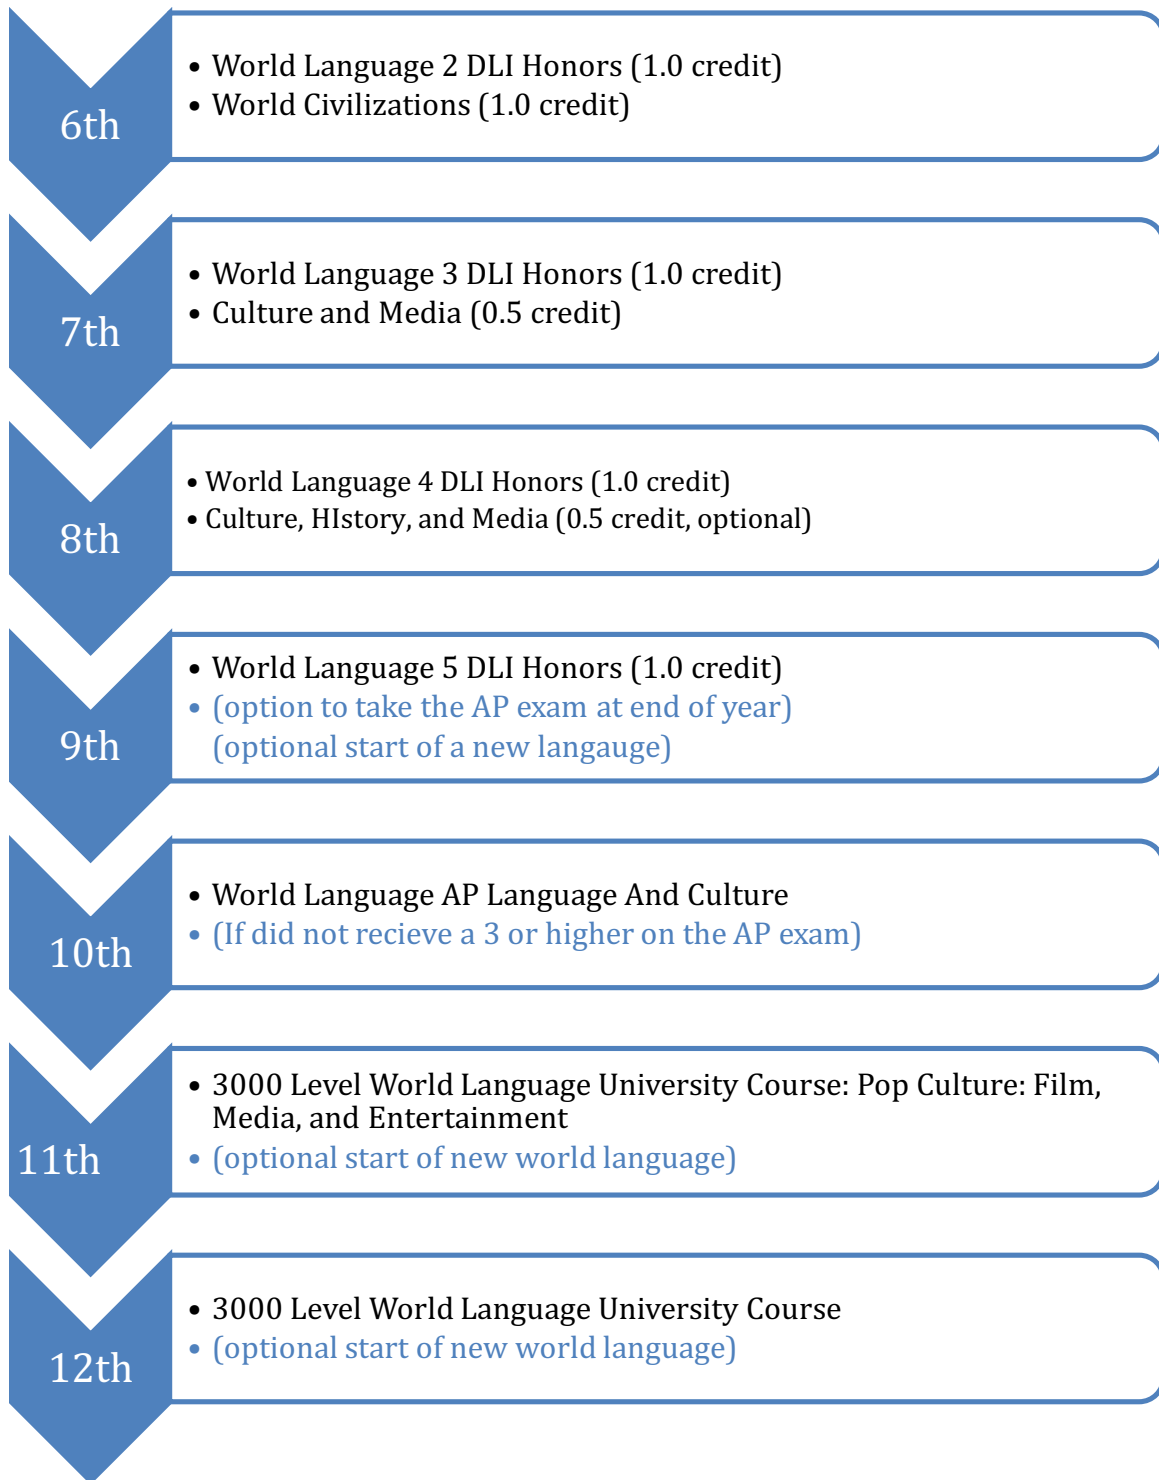 6th
• World Language 2 DLI Honors (1.0 credit)
• World Civilizations (1.0 credit)
7th
• World Language 3 DLI Honors (1.0 credit)
• Culture and Media (0.5 credit)
8th
• World Language 4 DLI Honors (1.0 credit)
• Culture, HIstory, and Media (0.5 credit, optional)
9th
• World Language 5 DLI Honors (1.0 credit)
• (option to take the AP exam at end of year)
(optional start of a new langauge)
10th
• World Language AP Language And Culture
• (If did not recieve a 3 or higher on the AP exam)
11th
• 3000 Level World Language University Course: Pop Culture: Film,
Media, and Entertainment
• (optional start of new world language)
12th
• 3000 Level World Language University Course
• (optional start of new world language)